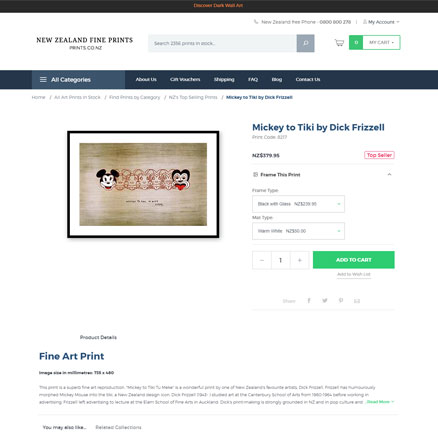 Discover Dark Wall Art
New Zealand free Phone - 0800 800 278 | My Account
NEW ZEALAND FINE PRINTS
PRINTS.CO.NZ
Search 2356 prints in stock...
0 MY CART
All Categories About Us Gift Vouchers Shipping FAQ Blog Contact Us
Home / All Art Prints in Stock / Find Prints by Category / NZ's Top Selling Prints / Mickey to Tiki by Dick Frizzell
Mickey to Tiki by Dick Frizzell
Print Code: 6217
NZ$379.95 Top Seller
Frame This Print
Frame Type:
Black with Glass NZ$239.95
Mat Type:
Warm White NZ$50.00
− 1 + ADD TO CART
Add to Wish List
Share:
Product Details
Fine Art Print
Image size in millimetres: 715 x 460
This print is a superb fine art reproduction. "Mickey to Tiki Tu Meke" is a wonderful print by one of New Zealand's favourite artists, Dick Frizzell. Frizzell has humorously
morphed Mickey Mouse into the tiki, a New Zealand design icon. Dick Frizzell (1943- ) studied art at the Canterbury School of Arts from 1960-1964 before working in
advertising. Frizzell left advertising to lecture at the Elam School of Fine Arts in Auckland. Dick's printmaking is strongly grounded in NZ and in pop culture and
Read More
You may also like... Related Collections